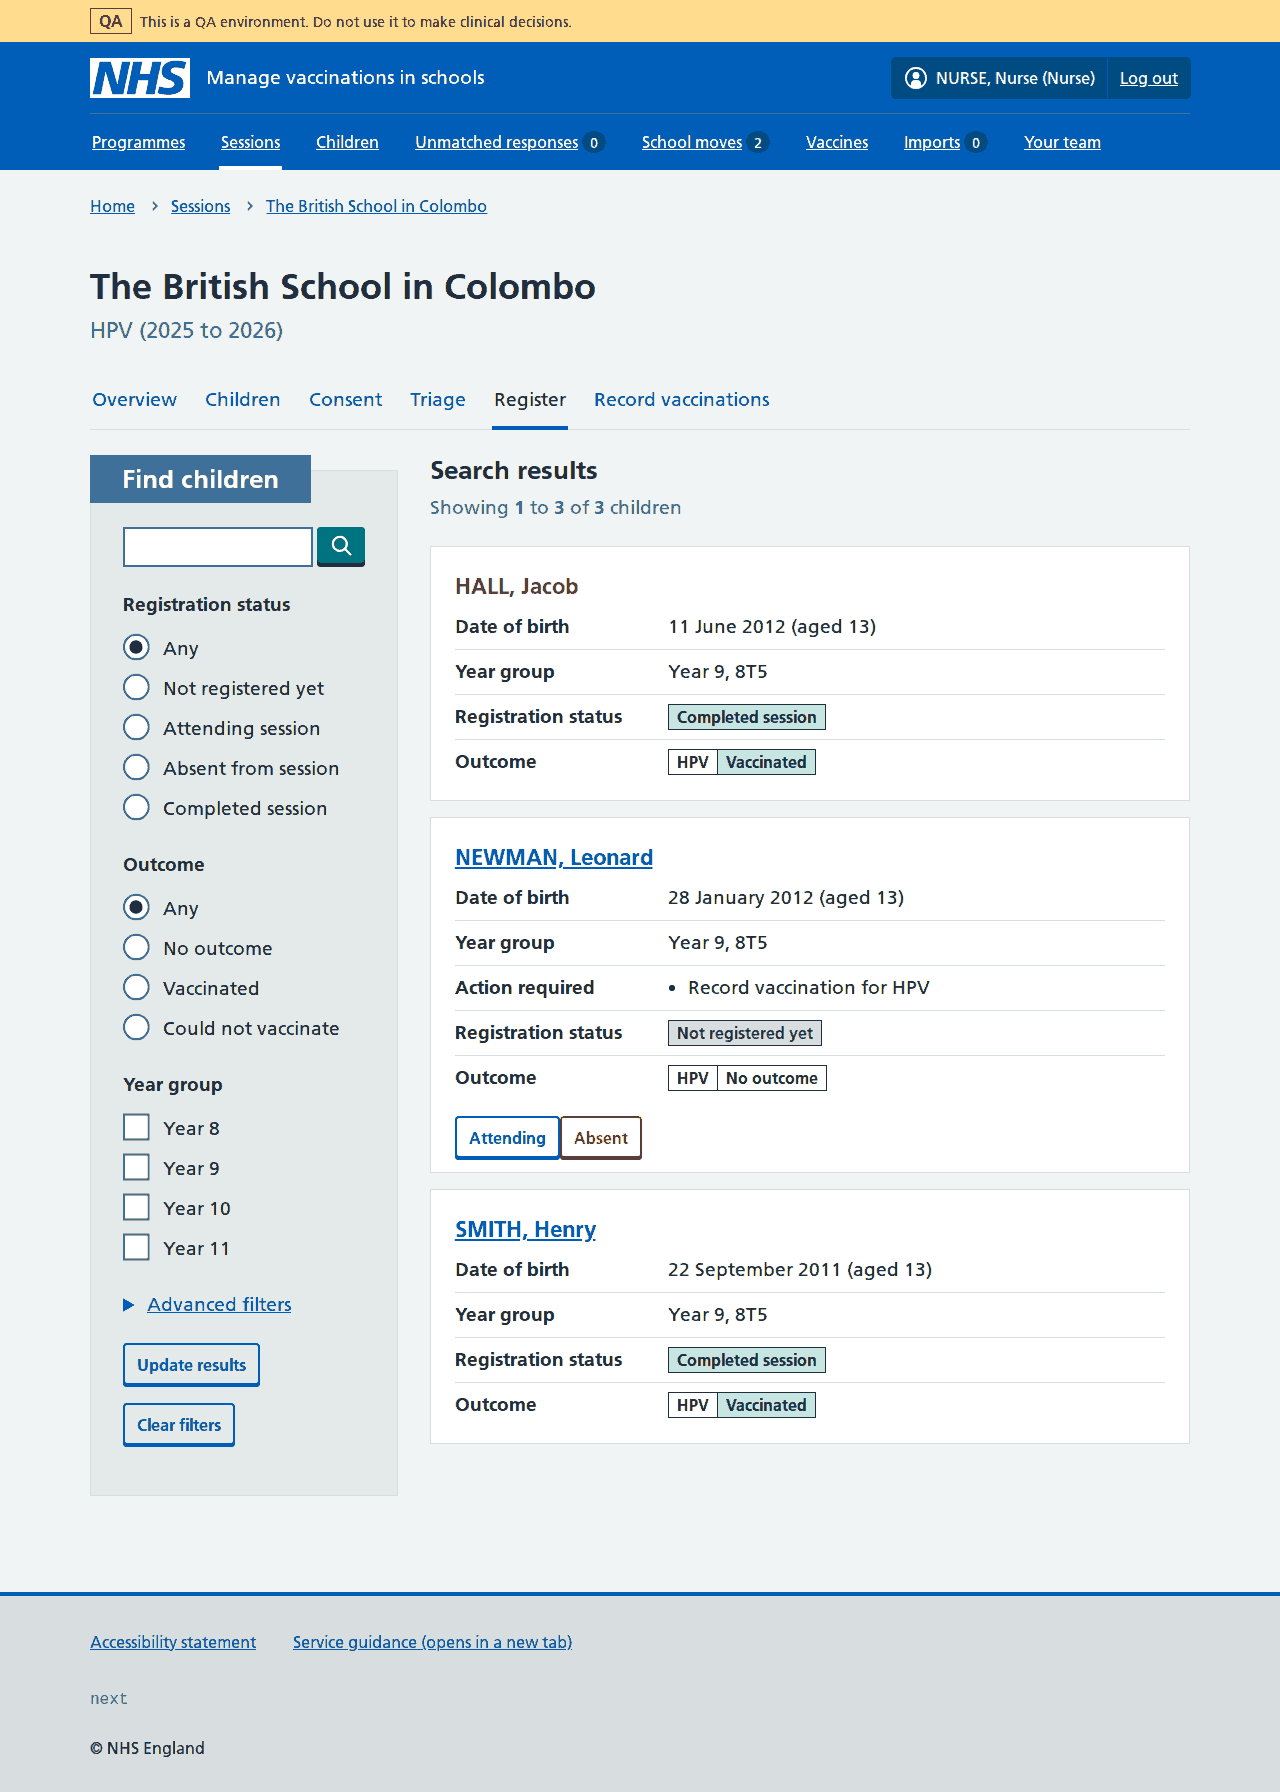 QA This is a QA environment. Do not use it to make clinical decisions.
NHS Manage vaccinations in schools
NURSE, Nurse (Nurse) Log out
Programmes Sessions Children Unmatched responses 0 School moves 2 Vaccines Imports 0 Your team
Home Sessions The British School in Colombo
The British School in Colombo
HPV (2025 to 2026)
Overview Children Consent Triage Register Record vaccinations
Find children
Registration status
Any
Not registered yet
Attending session
Absent from session
Completed session
Outcome
Any
No outcome
Vaccinated
Could not vaccinate
Year group
Year 8
Year 9
Year 10
Year 11
Advanced filters
Update results
Clear filters
Search results
Showing 1 to 3 of 3 children
HALL, Jacob
Date of birth 11 June 2012 (aged 13)
Year group Year 9, 8T5
Registration status Completed session
Outcome HPV Vaccinated
NEWMAN, Leonard
Date of birth 28 January 2012 (aged 13)
Year group Year 9, 8T5
Action required • Record vaccination for HPV
Registration status Not registered yet
Outcome HPV No outcome
Attending Absent
SMITH, Henry
Date of birth 22 September 2011 (aged 13)
Year group Year 9, 8T5
Registration status Completed session
Outcome HPV Vaccinated
Accessibility statement Service guidance (opens in a new tab)
next
© NHS England